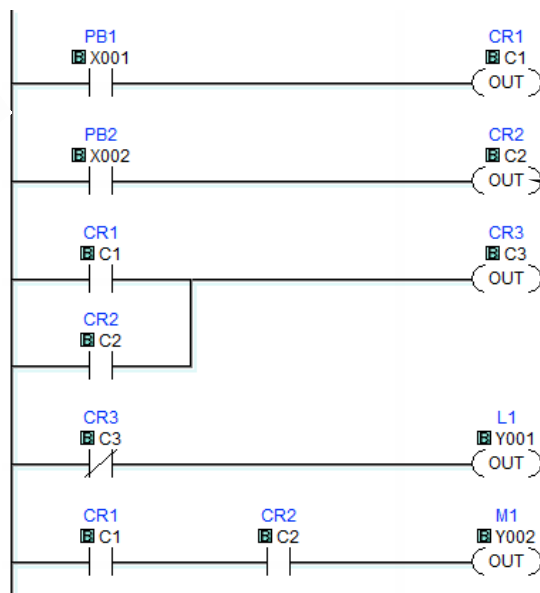 PB1 CR1
B X001 B C1
OUT
PB2 CR2
B X002 B C2
OUT
CR1 CR3
B C1 B C3
OUT
CR2
B C2
CR3 L1
B C3 B Y001
OUT
CR1 CR2 M1
B C1 B C2 B Y002
OUT